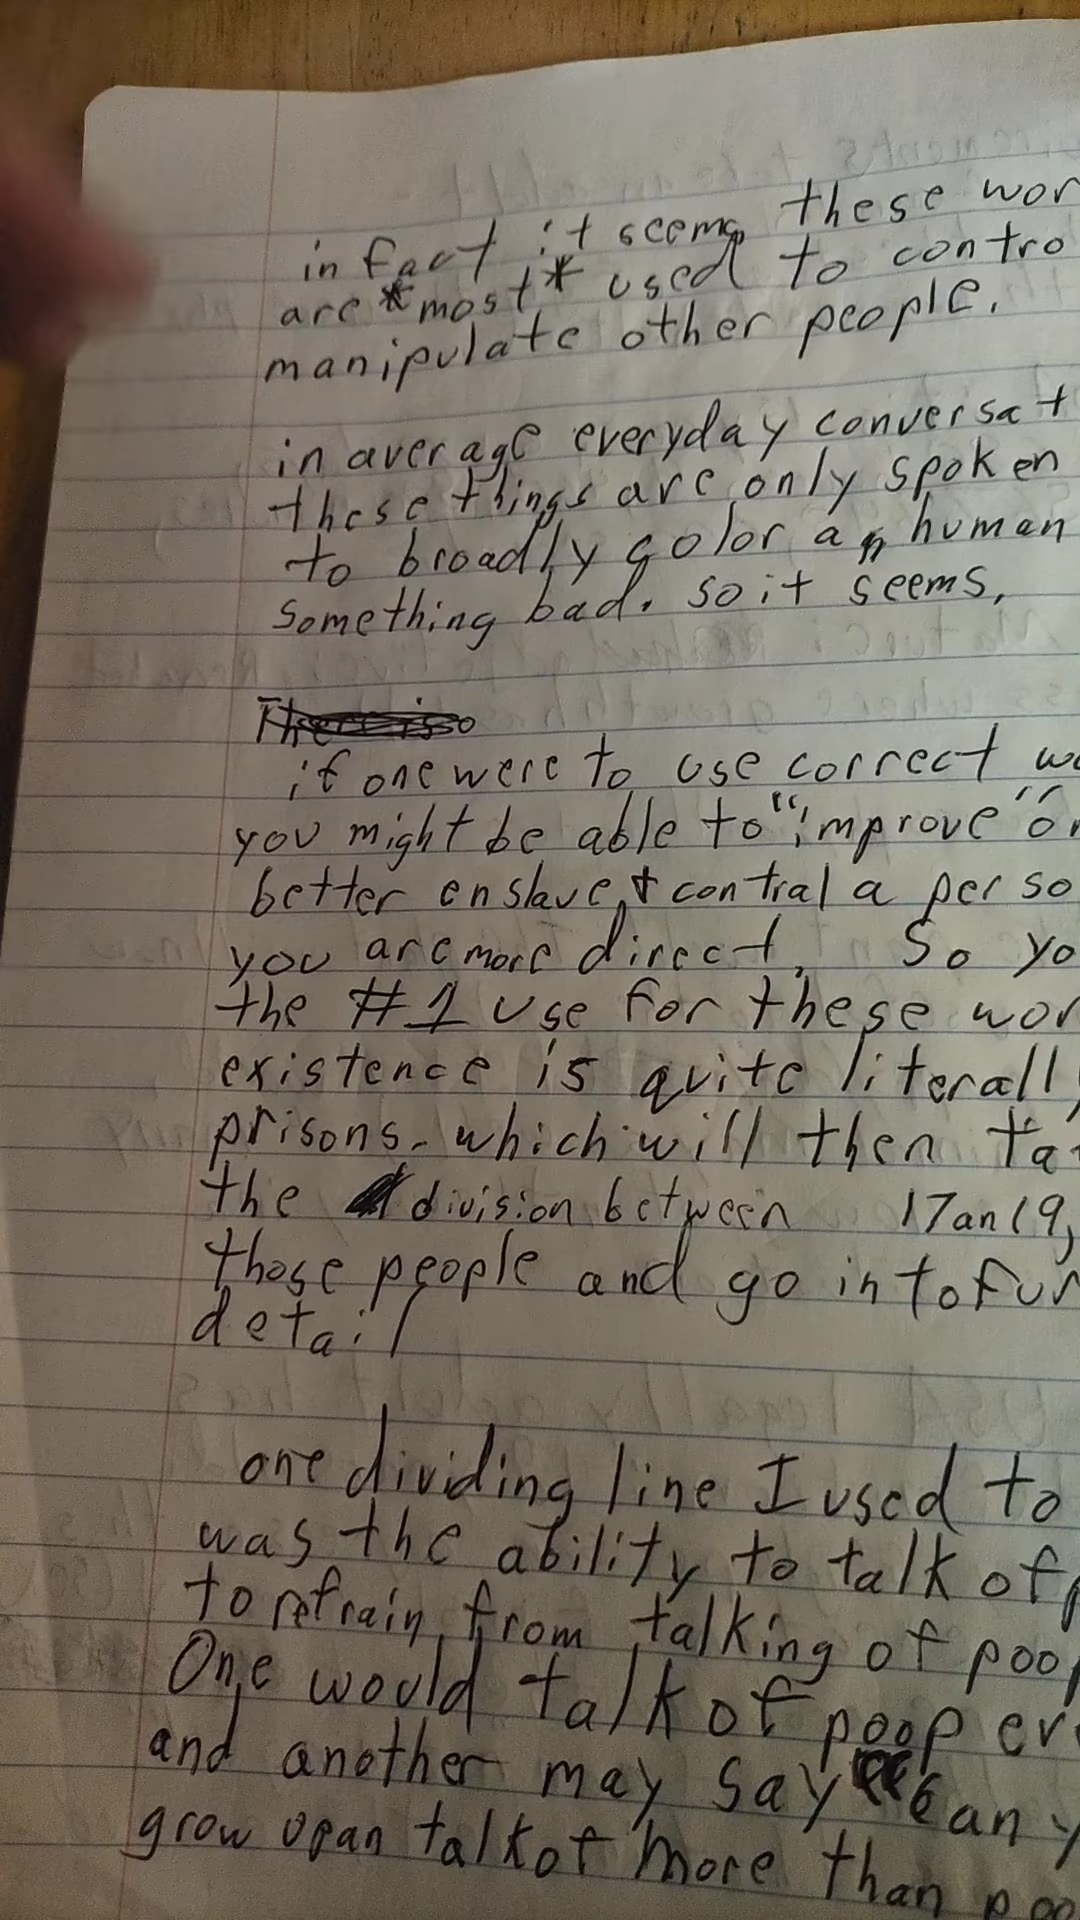 in fact it seems these wor
are *most* used to contro
manipulate other people.
in average everyday conversat
these things are only spoken
to broadly color a human
something bad. so it seems,
if one were to use correct wo
you might be able to "improve" or
better enslave + control a perso
you are more direct, So yo
the #1 use for these wor
existence is quite literall
prisons. which will then ta
the division between 17an19,
those people and go into fur
detail
one dividing line I used to
was the ability to talk of p
to refrain from talking of poop
One would talk of poop ev
and another may say "can y
grow upan talk of more than poo